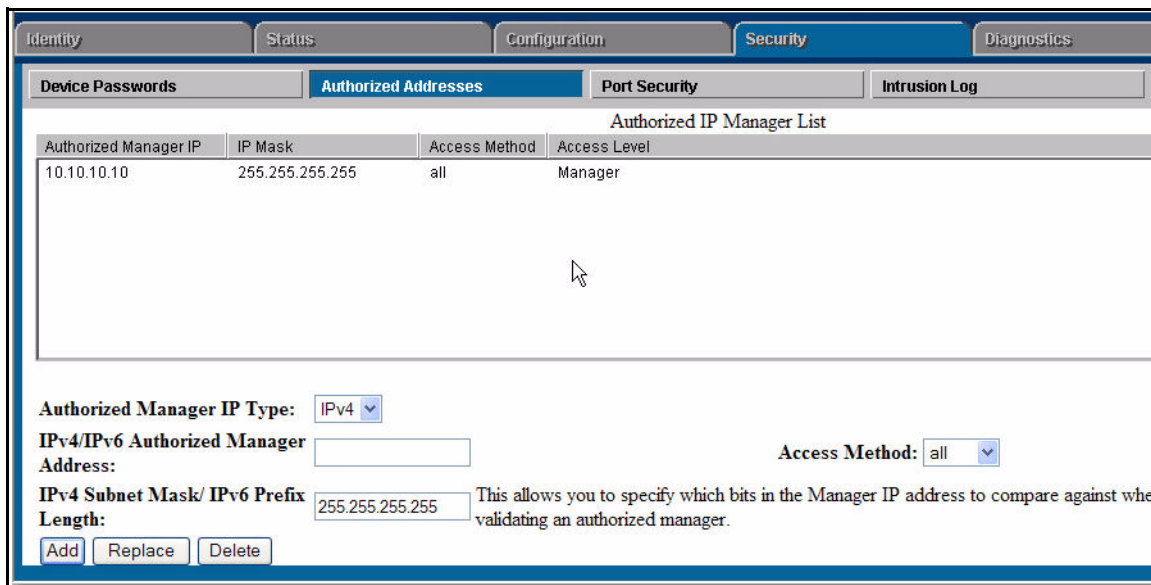 Identity Status Configuration Security Diagnostics
Device Passwords Authorized Addresses Port Security Intrusion Log
Authorized IP Manager List
Authorized Manager IP IP Mask Access Method Access Level
10.10.10.10 255.255.255.255 all Manager
Authorized Manager IP Type: IPv4
IPv4/IPv6 Authorized Manager
Address:
Access Method: all
IPv4 Subnet Mask/ IPv6 Prefix
Length:
255.255.255.255
This allows you to specify which bits in the Manager IP address to compare against whe
validating an authorized manager.
Add Replace Delete